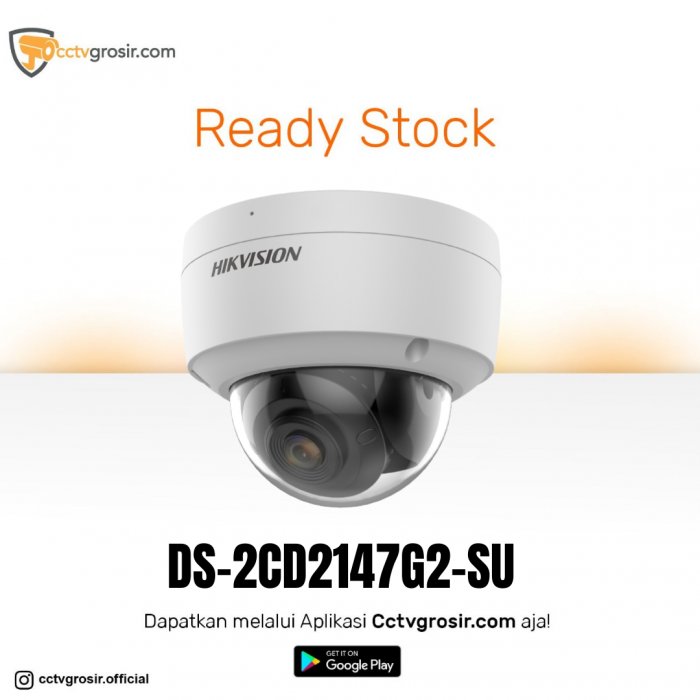 cctvgrosir.com
Ready Stock
HIKVISION
DS-2CD2147G2-SU
Dapatkan melalui Aplikasi Cctvgrosir.com aja!
GET IT ON
Google Play
cctvgrosir.official